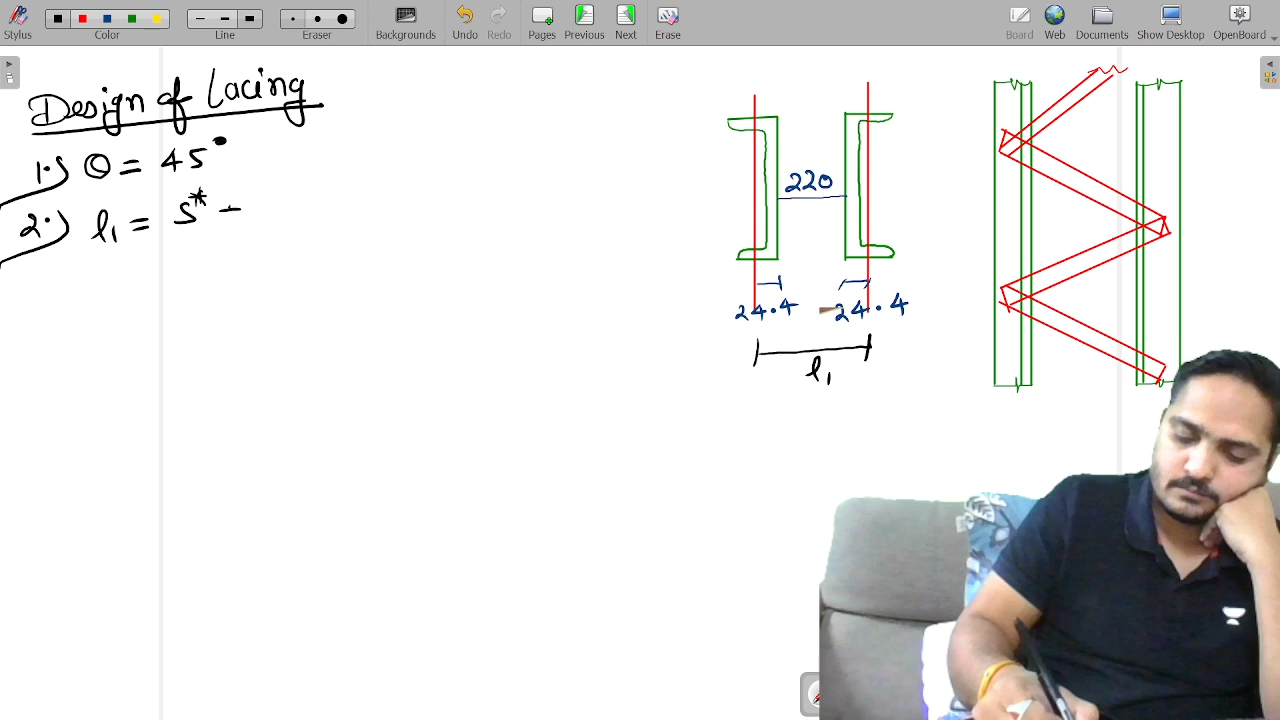 Stylus
Color
Line
Eraser
Backgrounds
Undo
Redo
Pages
Previous
Next
Erase
Board
Web
Documents
Show Desktop
OpenBoard
Design of Lacing
1.) θ = 45°
2.) l₁ = S* -
220
24.4
24.4
l₁